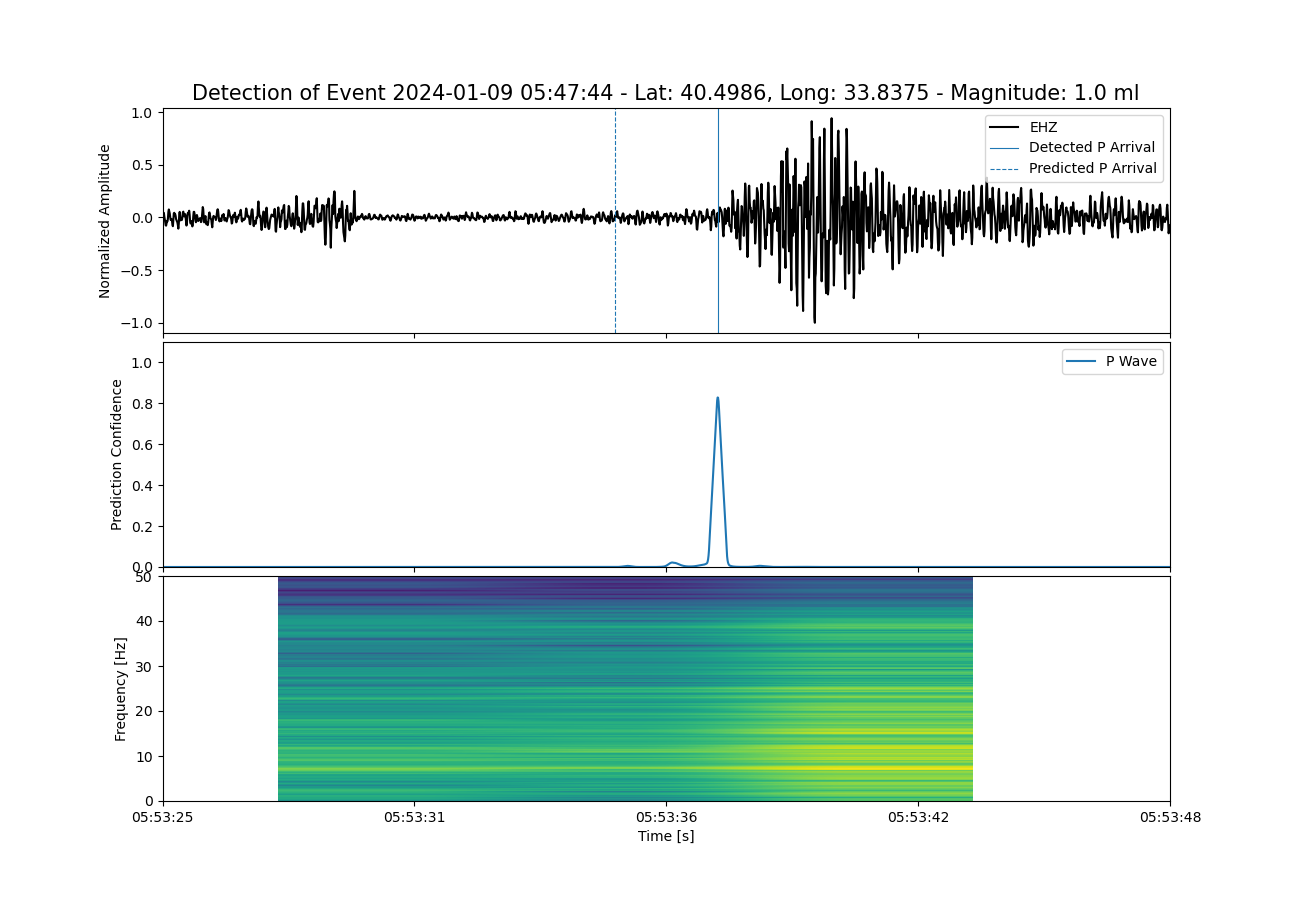 Detection of Event 2024-01-09 05:47:44 - Lat: 40.4986, Long: 33.8375 - Magnitude: 1.0 ml
1.0
0.5
0.0
−0.5
−1.0
Normalized Amplitude
EHZ
Detected P Arrival
Predicted P Arrival
1.0
0.8
0.6
0.4
0.2
0.0
Prediction Confidence
P Wave
50
40
30
20
10
0
Frequency [Hz]
05:53:25
05:53:31
05:53:36
05:53:42
05:53:48
Time [s]